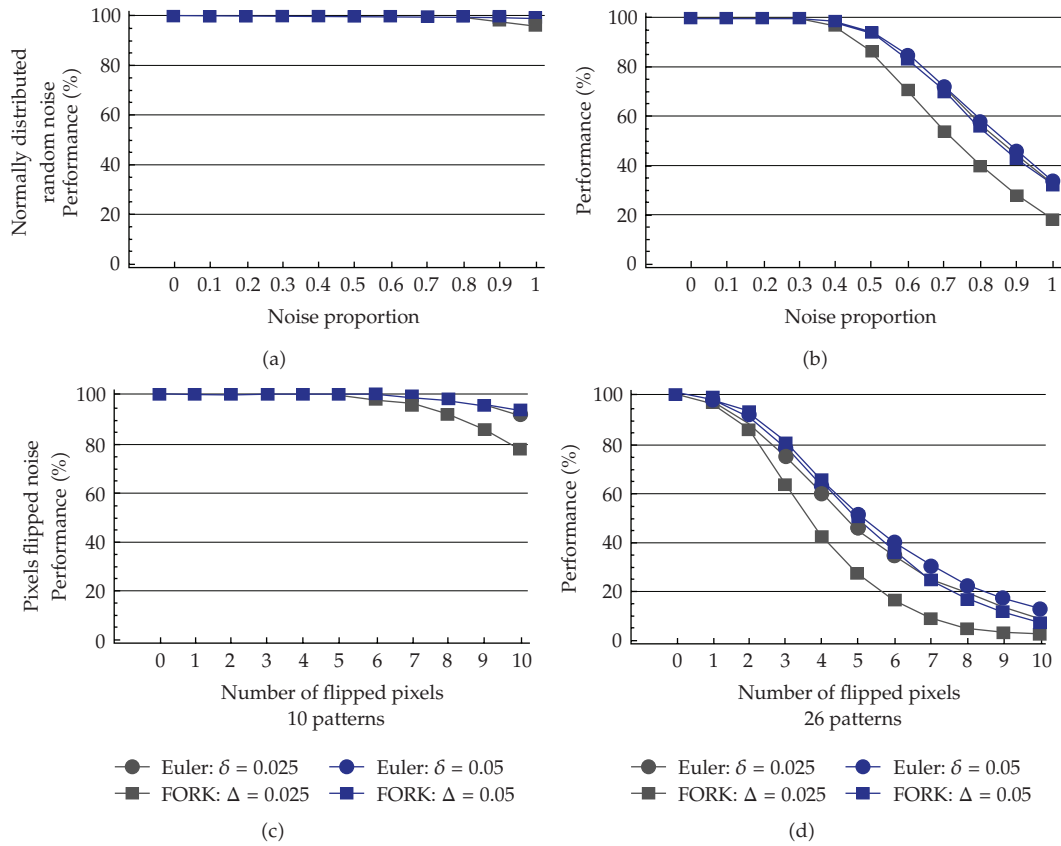 Normally distributed
random noise
Performance (%)
100
80
60
40
20
0
0 0.1 0.2 0.3 0.4 0.5 0.6 0.7 0.8 0.9 1
Noise proportion
(a)
Performance (%)
100
80
60
40
20
0
0 0.1 0.2 0.3 0.4 0.5 0.6 0.7 0.8 0.9 1
Noise proportion
(b)
Pixels flipped noise
Performance (%)
100
80
60
40
20
0
0 1 2 3 4 5 6 7 8 9 10
Number of flipped pixels
10 patterns
Euler: δ = 0.025
Euler: δ = 0.05
FORK: Δ = 0.025
FORK: Δ = 0.05
(c)
Performance (%)
100
80
60
40
20
0
0 1 2 3 4 5 6 7 8 9 10
Number of flipped pixels
26 patterns
Euler: δ = 0.025
Euler: δ = 0.05
FORK: Δ = 0.025
FORK: Δ = 0.05
(d)